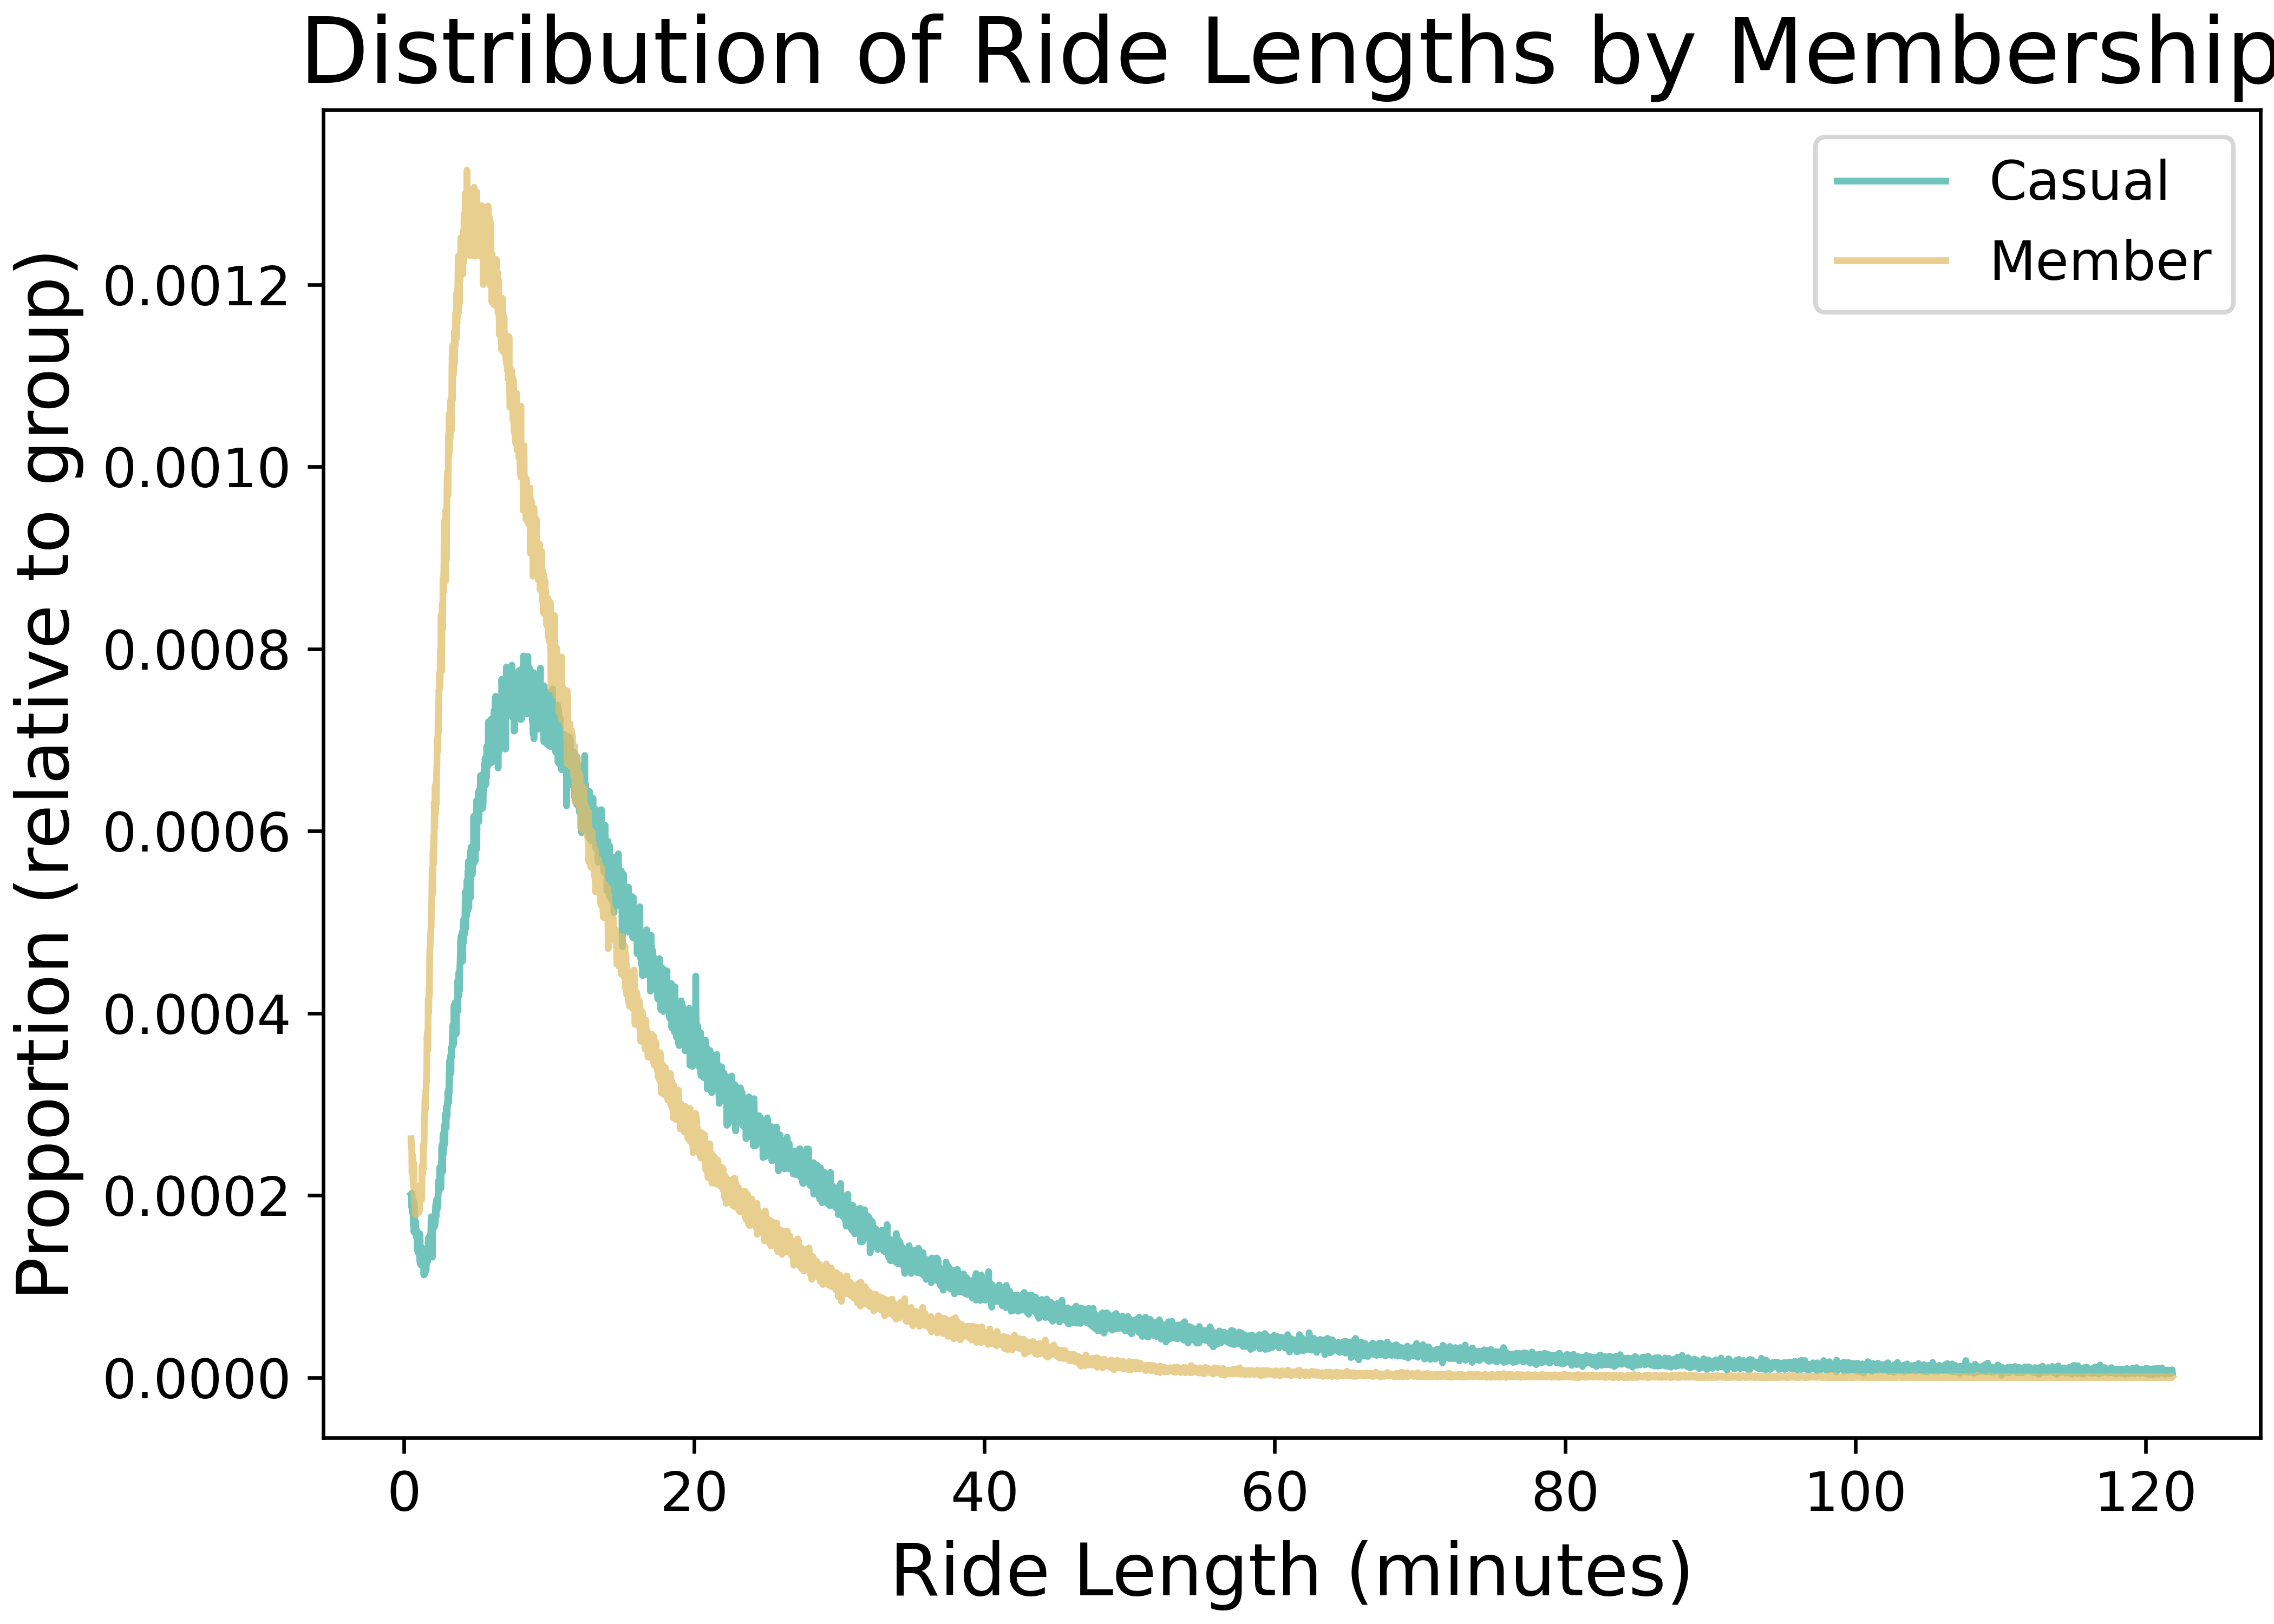 Distribution of Ride Lengths by Membership
Casual
Member
Proportion (relative to group)
0.0012
0.0010
0.0008
0.0006
0.0004
0.0002
0.0000
0 20 40 60 80 100 120
Ride Length (minutes)